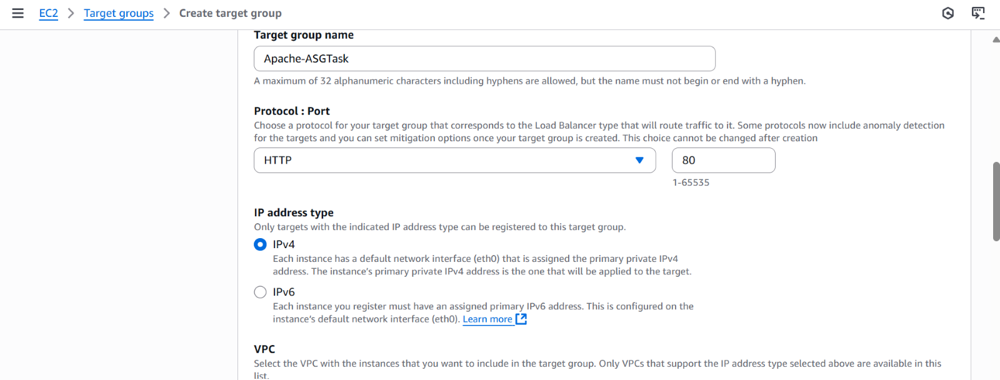 EC2 > Target groups > Create target group
Target group name
Apache-ASGTask
A maximum of 32 alphanumeric characters including hyphens are allowed, but the name must not begin or end with a hyphen.
Protocol : Port
Choose a protocol for your target group that corresponds to the Load Balancer type that will route traffic to it. Some protocols now include anomaly detection
for the targets and you can set mitigation options once your target group is created. This choice cannot be changed after creation
HTTP 80
1-65535
IP address type
Only targets with the indicated IP address type can be registered to this target group.
IPv4
Each instance has a default network interface (eth0) that is assigned the primary private IPv4
address. The instance's primary private IPv4 address is the one that will be applied to the target.
IPv6
Each instance you register must have an assigned primary IPv6 address. This is configured on the
instance's default network interface (eth0). Learn more
VPC
Select the VPC with the instances that you want to include in the target group. Only VPCs that support the IP address type selected above are available in this
list.